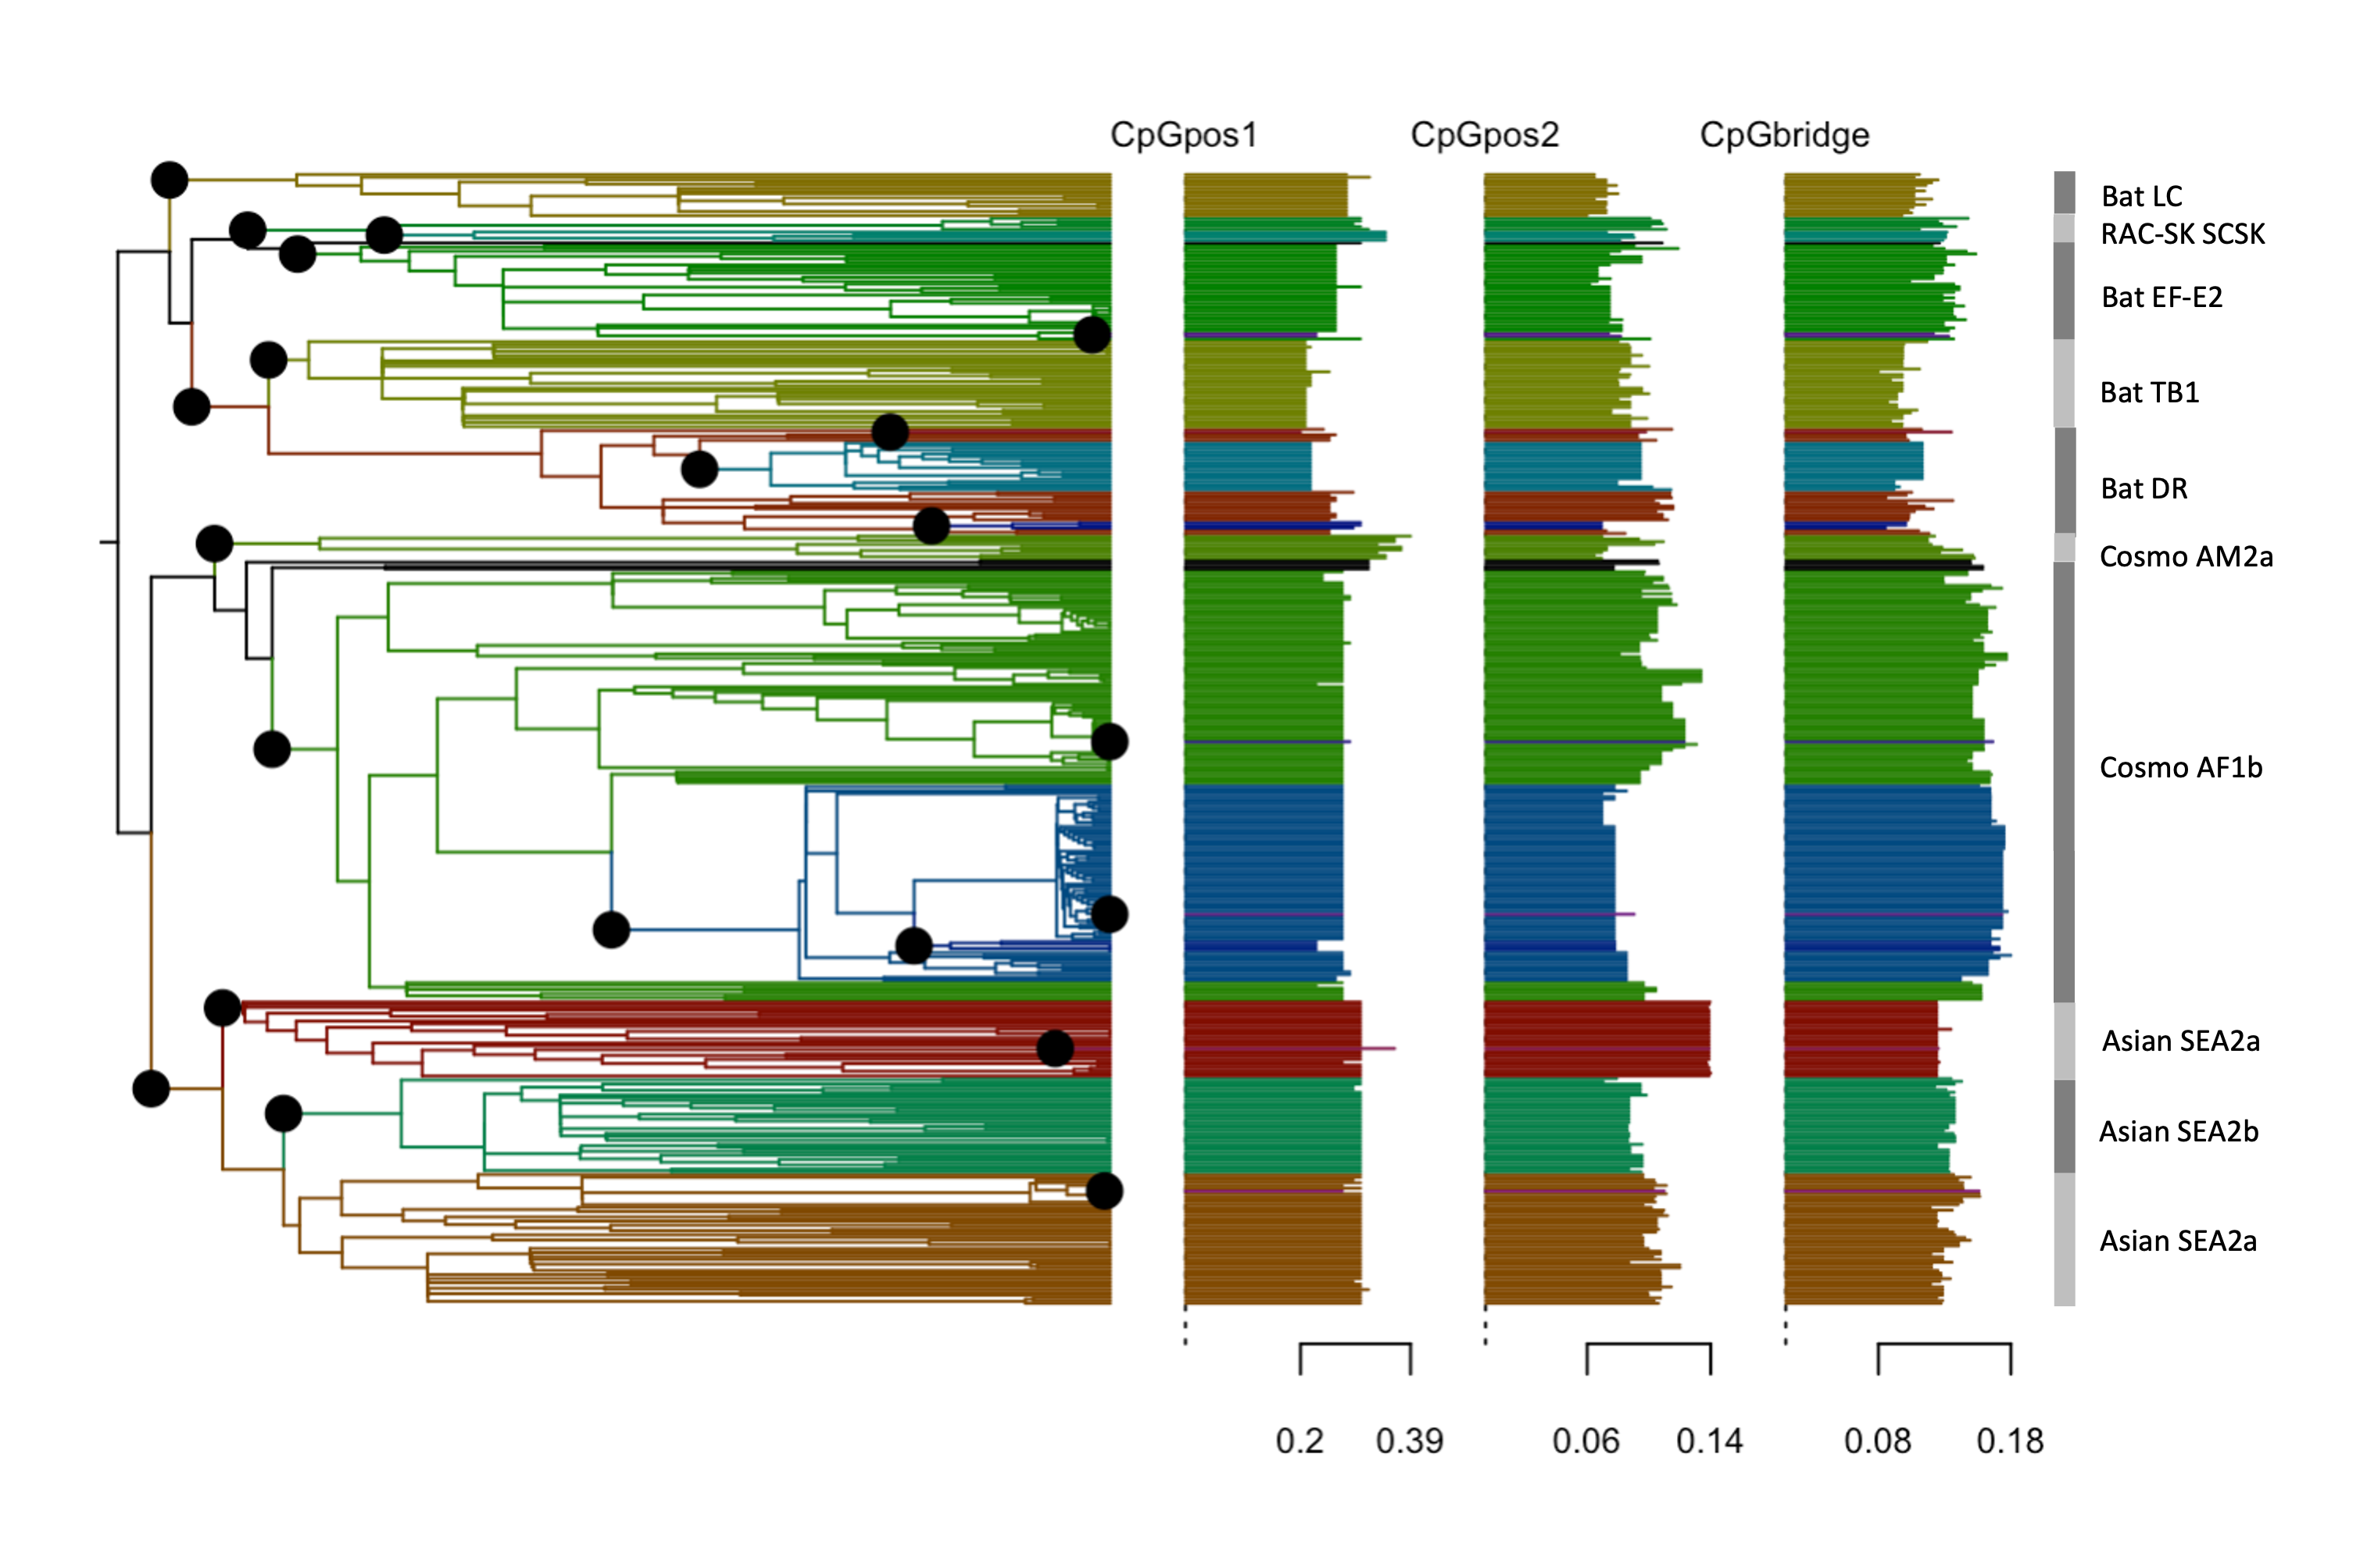 CpGpos1 CpGpos2 CpGbridge
Bat LC
RAC-SK SCSK
Bat EF-E2
Bat TB1
Bat DR
Cosmo AM2a
Cosmo AF1b
Asian SEA2a
Asian SEA2b
Asian SEA2a
0.2 0.39 0.06 0.14 0.08 0.18